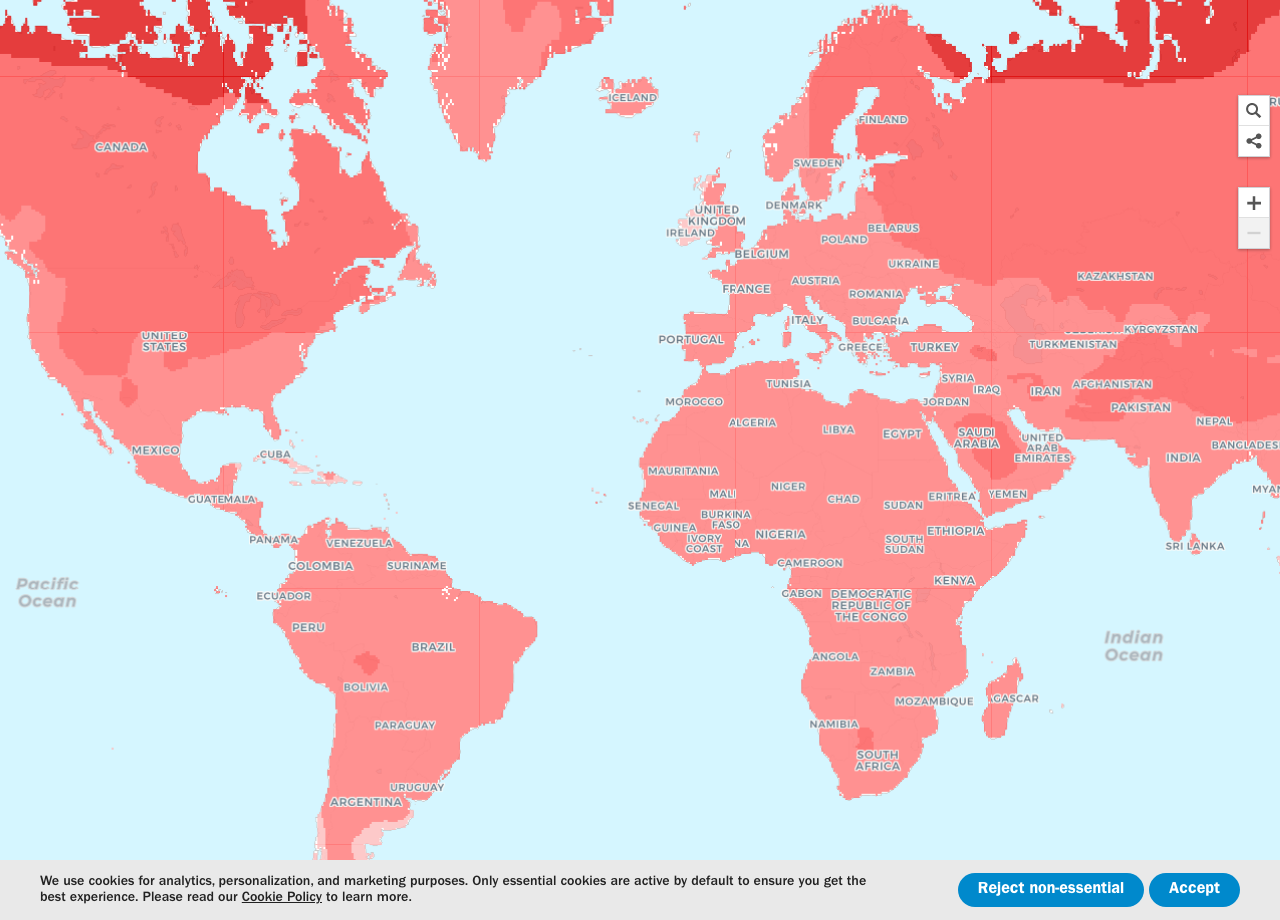 ICELAND
FINLAND
CANADA
SWEDEN
DENMARK
UNITED
KINGDOM
IRELAND
BELARUS
POLAND
BELGIUM
UKRAINE
KAZAKHSTAN
AUSTRIA
FRANCE
ROMANIA
ITALY
BULGARIA
KYRGYZSTAN
UNITED
STATES
PORTUGAL
GREECE
TURKEY
TURKMENISTAN
SYRIA
TUNISIA
IRAQ
IRAN
AFGHANISTAN
MOROCCO
JORDAN
PAKISTAN
ALGERIA
LIBYA
EGYPT
SAUDI
ARABIA
NEPAL
UNITED
ARAB
EMIRATES
BANGLADES
MEXICO
CUBA
INDIA
MAURITANIA
NIGER
MALI
CHAD
ERITREA
YEMEN
MYAN
GUATEMALA
SENEGAL
SUDAN
BURKINA
FASO
GUINEA
NIGERIA
ETHIOPIA
IVORY
COAST
NA
SOUTH
SUDAN
PANAMA
VENEZUELA
SRI LANKA
COLOMBIA
SURINAME
CAMEROON
KENYA
Pacific
Ocean
ECUADOR
GABON
DEMOCRATIC
REPUBLIC OF
THE CONGO
PERU
BRAZIL
Indian
Ocean
ANGOLA
ZAMBIA
BOLIVIA
MOZAMBIQUE
GASCAR
PARAGUAY
NAMIBIA
SOUTH
AFRICA
URUGUAY
ARGENTINA
We use cookies for analytics, personalization, and marketing purposes. Only essential cookies are active by default to ensure you get the
best experience. Please read our Cookie Policy to learn more.
Reject non-essential
Accept